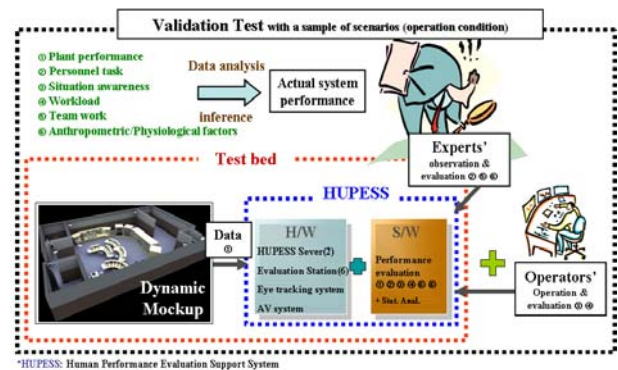 Validation Test with a sample of scenarios (operation condition)
① Plant performance
② Personnel task
③ Situation awareness
④ Workload
⑤ Team work
⑥ Anthropometric/Physiological factors
Data analysis
inference
Actual system
performance
Experts'
observation &
evaluation ② ⑤ ⑥
Test bed
HUPESS
Dynamic
Mockup
Data
①
H/W
HUPESS Sever(2)
Evaluation Station(6)
Eye tracking system
AV system
S/W
Performance
evaluation
① ② ③ ④ ⑤ ⑥
+ Stat. Anal.
Operators'
Operation &
evaluation ③ ④
*HUPESS: Human Performance Evaluation Support System